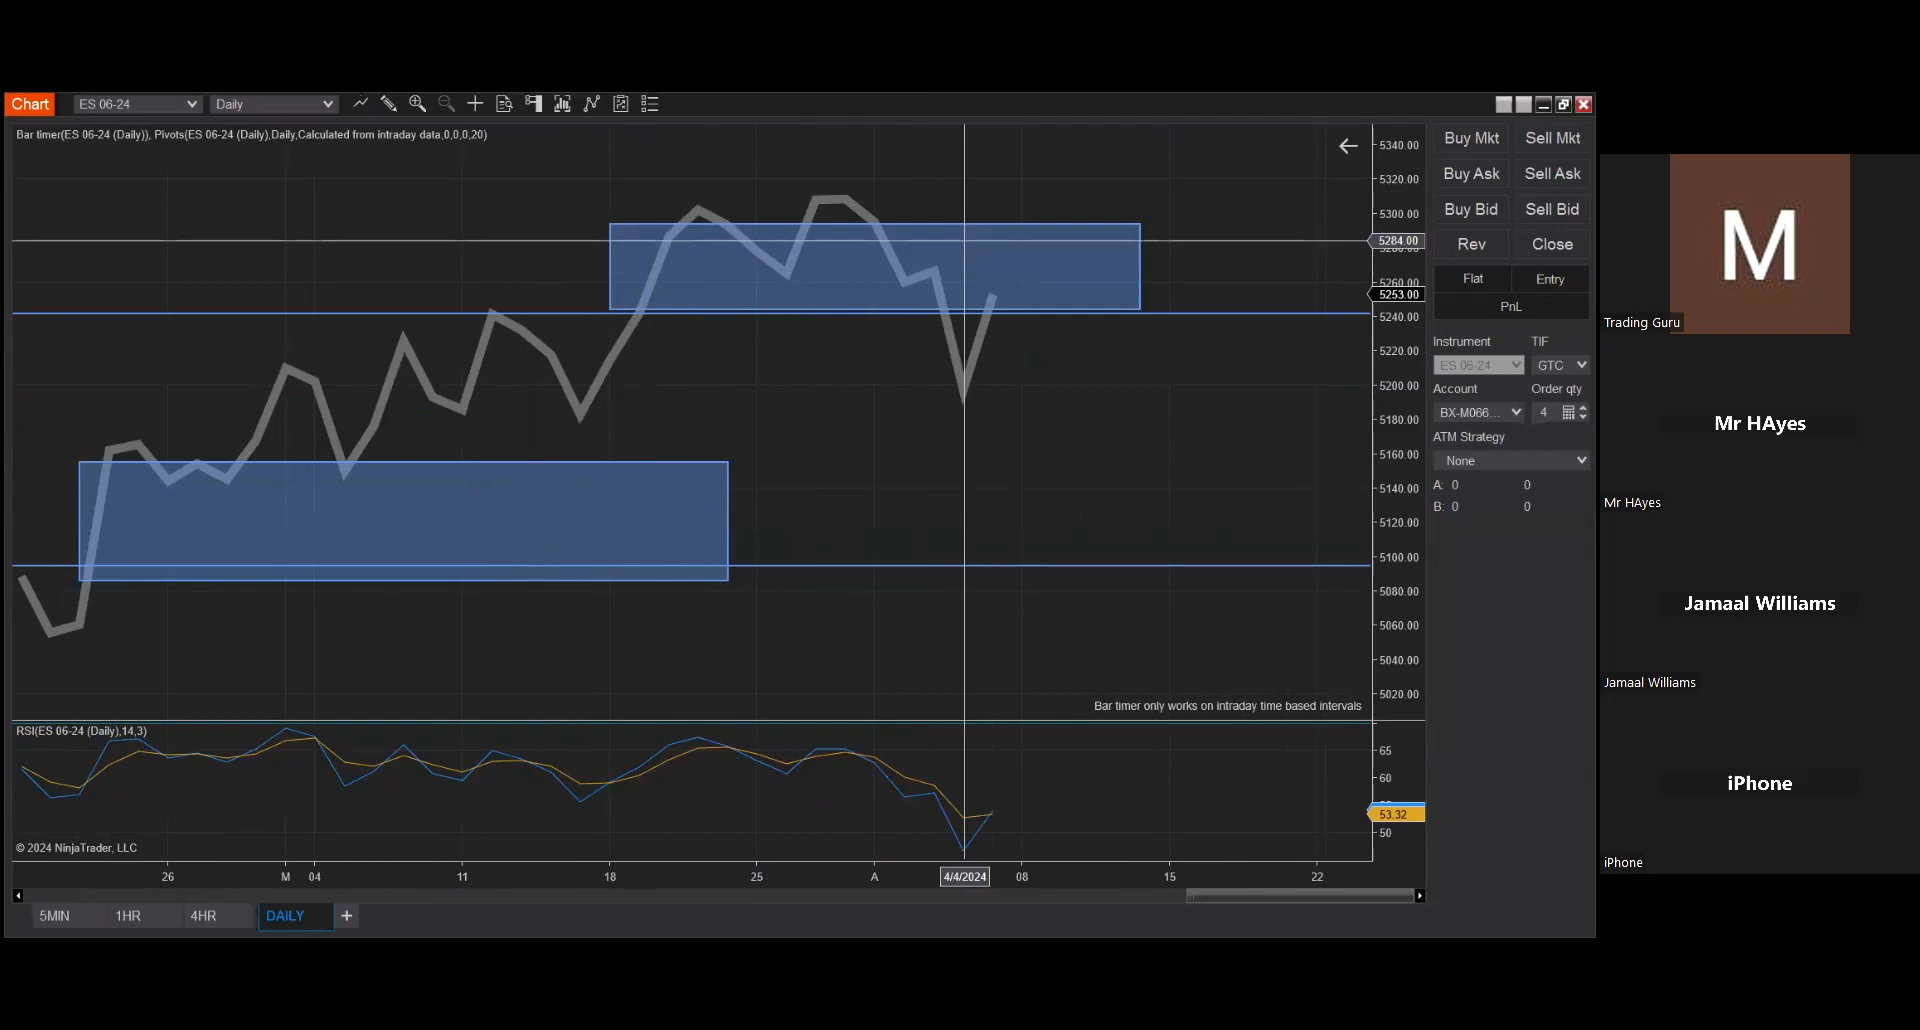 Chart ES 06-24 Daily
Bar timer(ES 06-24 (Daily)), Pivots(ES 06-24 (Daily),Daily,Calculated from intraday data,0,0,0,20)
5340.00
5320.00
5300.00
5284.00
5260.00
5253.00
5240.00
5220.00
5200.00
5180.00
5160.00
5140.00
5120.00
5100.00
5080.00
5060.00
5040.00
5020.00
Bar timer only works on intraday time based intervals
RSI(ES 06-24 (Daily),14,3)
65
60
53.32
50
© 2024 NinjaTrader, LLC
26 M 04 11 18 25 A 4/4/2024 08 15 22
5MIN 1HR 4HR DAILY +
Buy Mkt Sell Mkt
Buy Ask Sell Ask
Buy Bid Sell Bid
Rev Close
Flat Entry
PnL
Instrument TIF
ES 06-24 GTC
Account Order qty
BX-M066... 4
ATM Strategy
None
A: 0 0
B: 0 0
M
Trading Guru
Mr HAyes
Mr HAyes
Jamaal Williams
Jamaal Williams
iPhone
iPhone